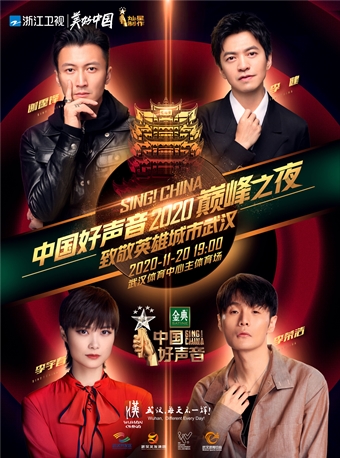 浙江卫视
美好中国
灿星制作
谢霆锋
李健
SING! CHINA
中国好声音2020巅峰之夜
致敬英雄城市武汉
2020-11-20 19:00
武汉体育中心主体育场
金典
中国
SING!
CHINA
好声音
李宇春
李荣浩
武汉,每天不一样!
Wuhan, Different Every Day!